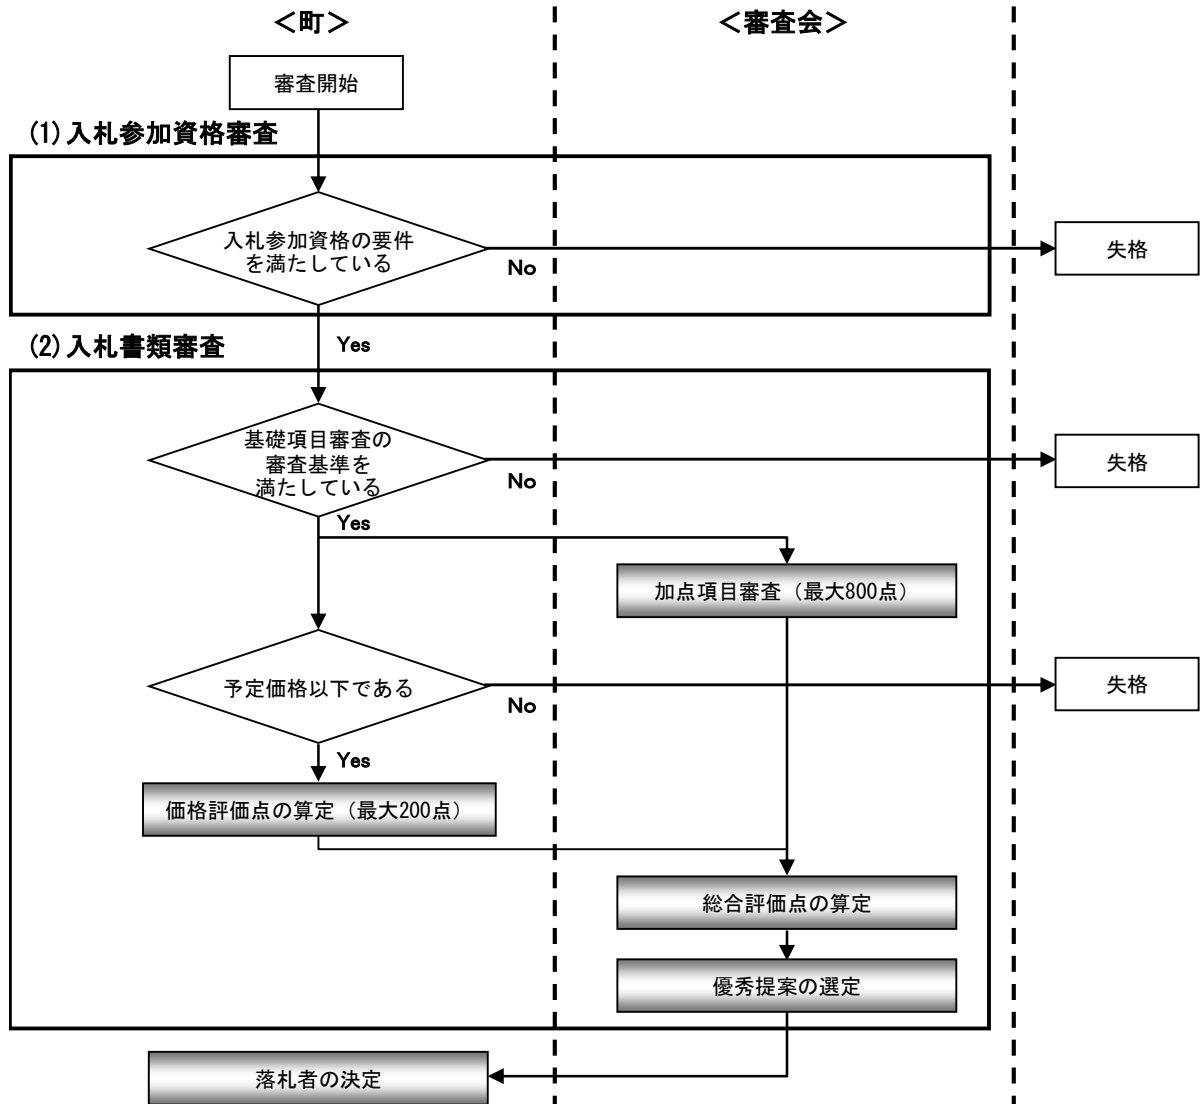 ＜町＞
＜審査会＞
審査開始
(1)入札参加資格審査
入札参加資格の要件
を満たしている
No
失格
Yes
(2)入札書類審査
基礎項目審査の
審査基準を
満たしている
No
失格
Yes
加点項目審査（最大800点）
予定価格以下である
No
失格
Yes
価格評価点の算定（最大200点）
総合評価点の算定
優秀提案の選定
落札者の決定